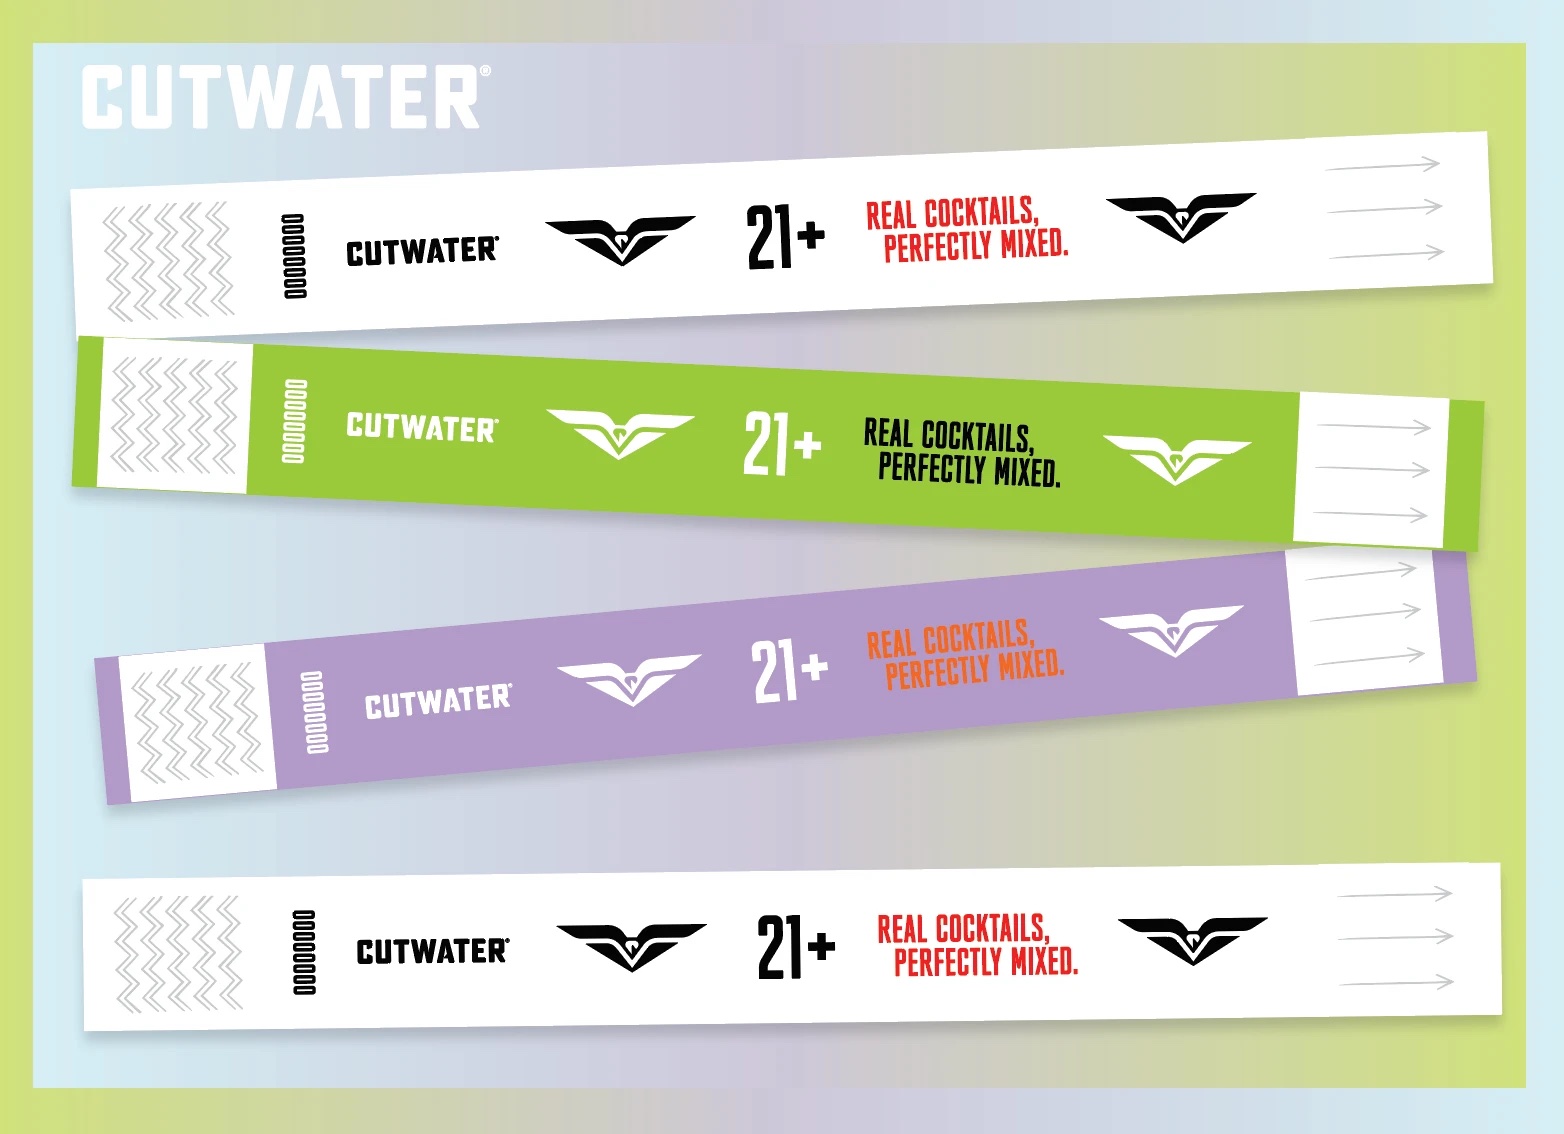 CUTWATER®
00000000
CUTWATER®
21+
REAL COCKTAILS,
PERFECTLY MIXED.
00000000
CUTWATER®
21+
REAL COCKTAILS,
PERFECTLY MIXED.
00000000
CUTWATER®
21+
REAL COCKTAILS,
PERFECTLY MIXED.
00000000
CUTWATER®
21+
REAL COCKTAILS,
PERFECTLY MIXED.